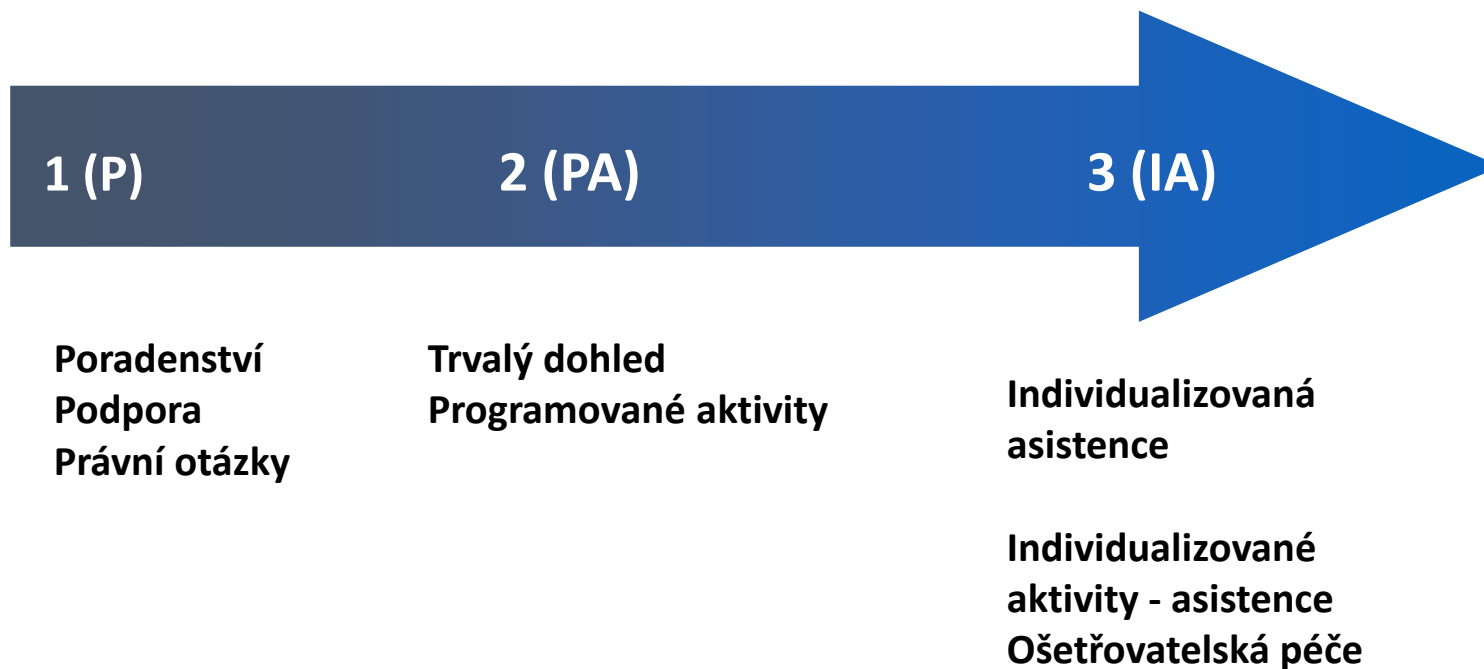 1 (P)
2 (PA)
3 (IA)
Poradenství
Podpora
Právní otázky
Trvalý dohled
Programované aktivity
Individualizovaná
asistence
Individualizované
aktivity - asistence
Ošetřovatelská péče